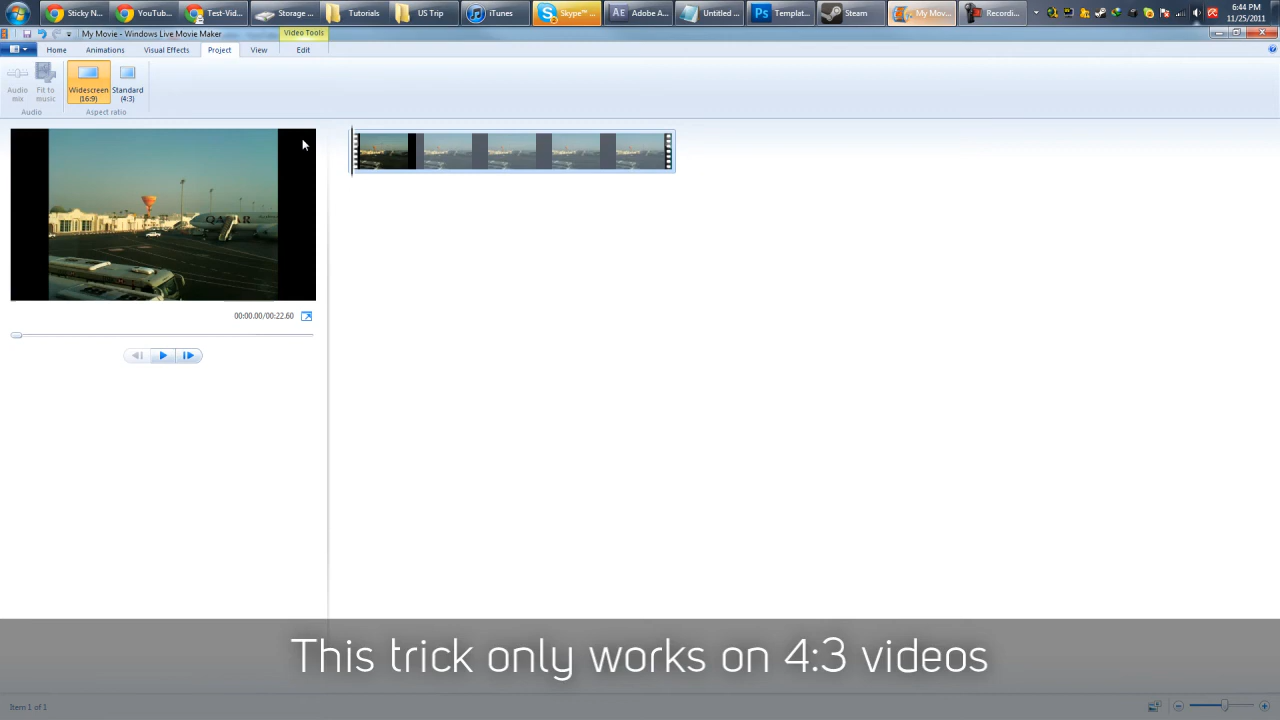 Sticky N...
YouTub...
Test-Vid...
Storage ...
Tutorials
US Trip
iTunes
Skype™ ...
Adobe A...
Untitled ...
Templat...
Steam
My Mov...
Recordi...
6:44 PM
11/25/2011
My Movie - Windows Live Movie Maker
Video Tools
Home
Animations
Visual Effects
Project
View
Edit
Audio mix
Fit to music
Widescreen (16:9)
Standard (4:3)
Audio
Aspect ratio
QATAR
00:00.00/00:22.60
This trick only works on 4:3 videos
Item 1 of 1